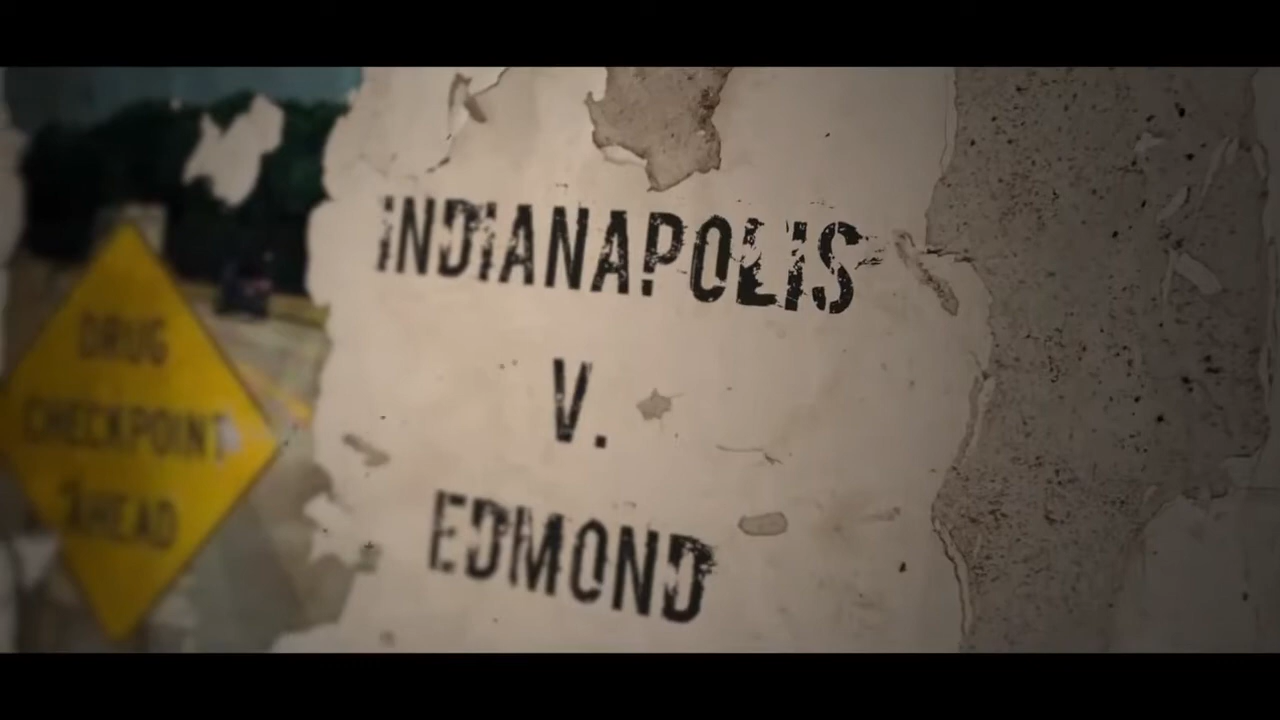 DRUG
CHECKPOINT
AHEAD
INDIANAPOLIS
V.
EDMOND